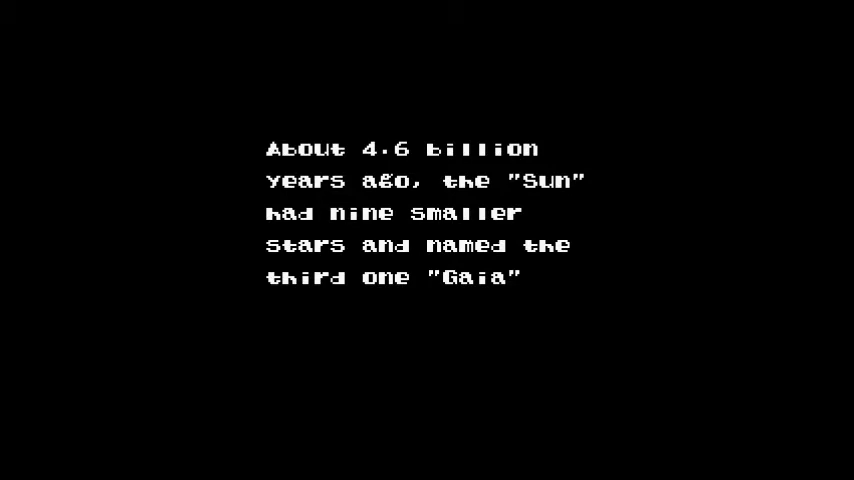 About 4.6 billion
years ago, the "Sun"
had nine smaller
stars and named the
third one "Gaia"